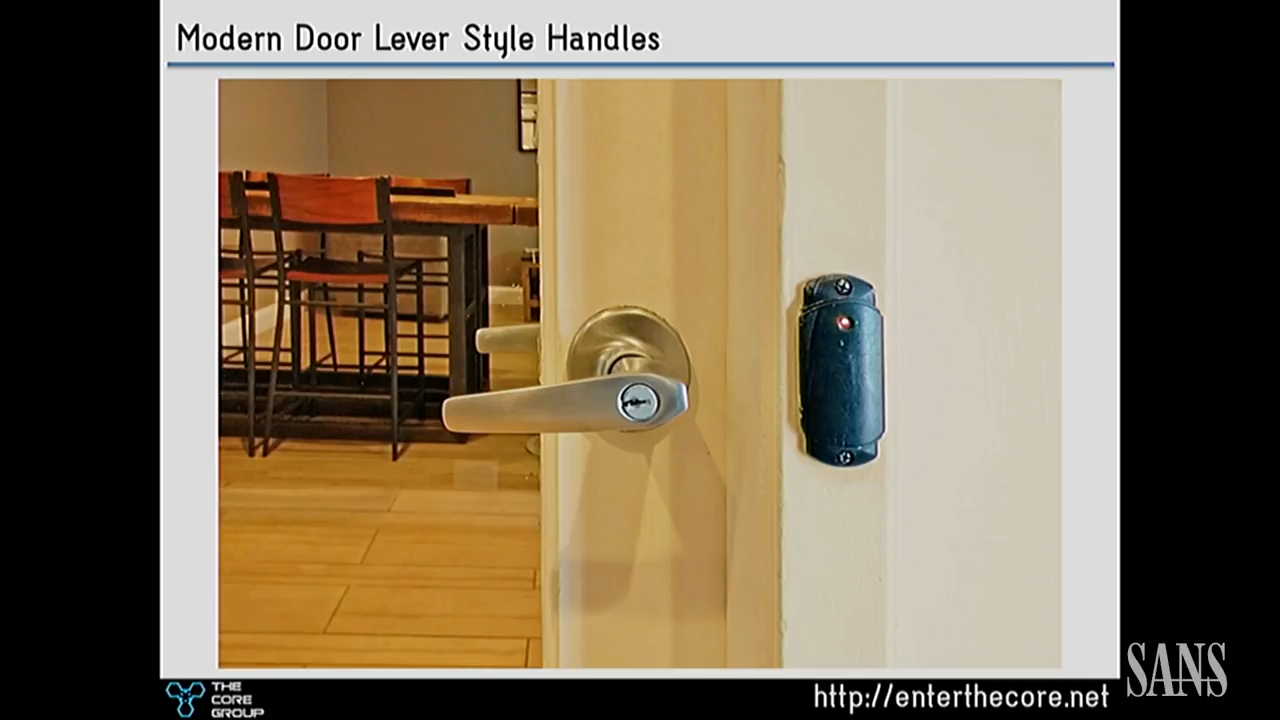 Modern Door Lever Style Handles
THE
CORE
GROUP
http://enterthecore.net
SANS